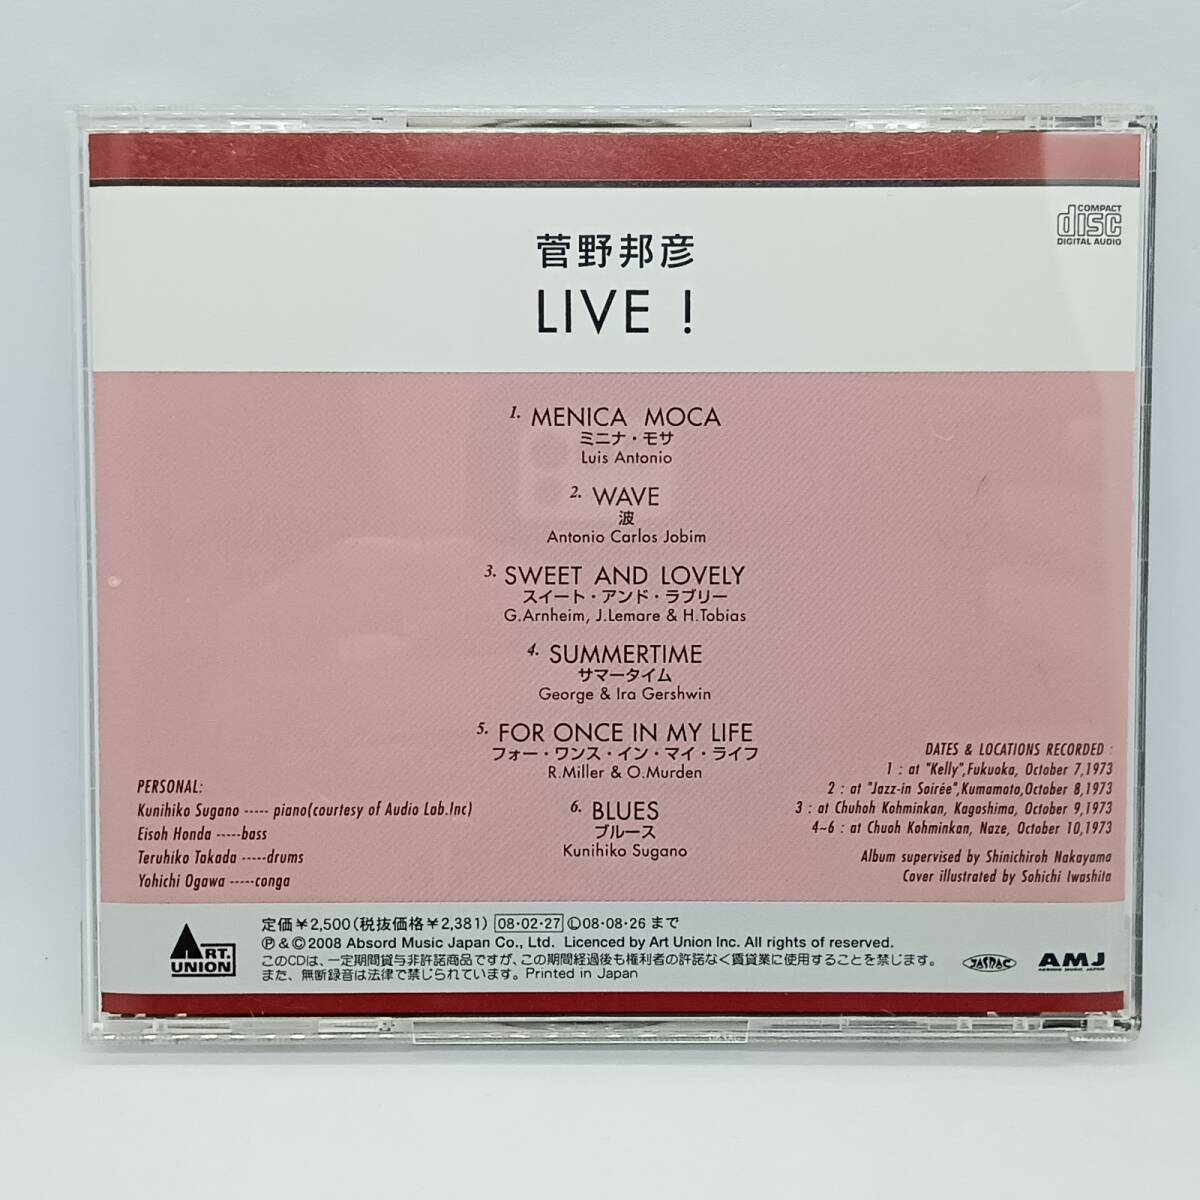 COMPACT
disc
DIGITAL AUDIO
菅野邦彦
LIVE !
1. MENICA MOCA
ミニナ・モサ
Luis Antonio
2. WAVE
波
Antonio Carlos Jobim
3. SWEET AND LOVELY
スイート・アンド・ラブリー
G.Arnheim, J.Lemare & H.Tobias
4. SUMMERTIME
サマータイム
George & Ira Gershwin
5. FOR ONCE IN MY LIFE
フォー・ワンス・イン・マイ・ライフ
R.Miller & O.Murden
6. BLUES
ブルース
Kunihiko Sugano
PERSONAL:
Kunihiko Sugano ----- piano(courtesy of Audio Lab.Inc)
Eisoh Honda -----bass
Teruhiko Takada -----drums
Yohichi Ogawa -----conga
DATES & LOCATIONS RECORDED :
1 : at "Kelly",Fukuoka, October 7,1973
2 : at "Jazz-in Soirée",Kumamoto,October 8,1973
3 : at Chuhoh Kohminkan, Kagoshima, October 9,1973
4~6 : at Chuoh Kohminkan, Naze, October 10,1973
Album supervised by Shinichiroh Nakayama
Cover illustrated by Sohichi Iwashita
ART.
UNION
定価￥2,500(税抜価格￥2,381) 08・02・27 Ⓛ08・08・26 まで
Ⓟ&Ⓒ2008 Absord Music Japan Co., Ltd. Licenced by Art Union Inc. All rights of reserved.
このCDは、一定期間貸与非許諾商品ですが、この期間経過後も権利者の許諾なく賃貸業に使用することを禁じます。
また、無断録音は法律で禁じられています。Printed in Japan
JASRAC
AMJ
ABSORD MUSIC JAPAN